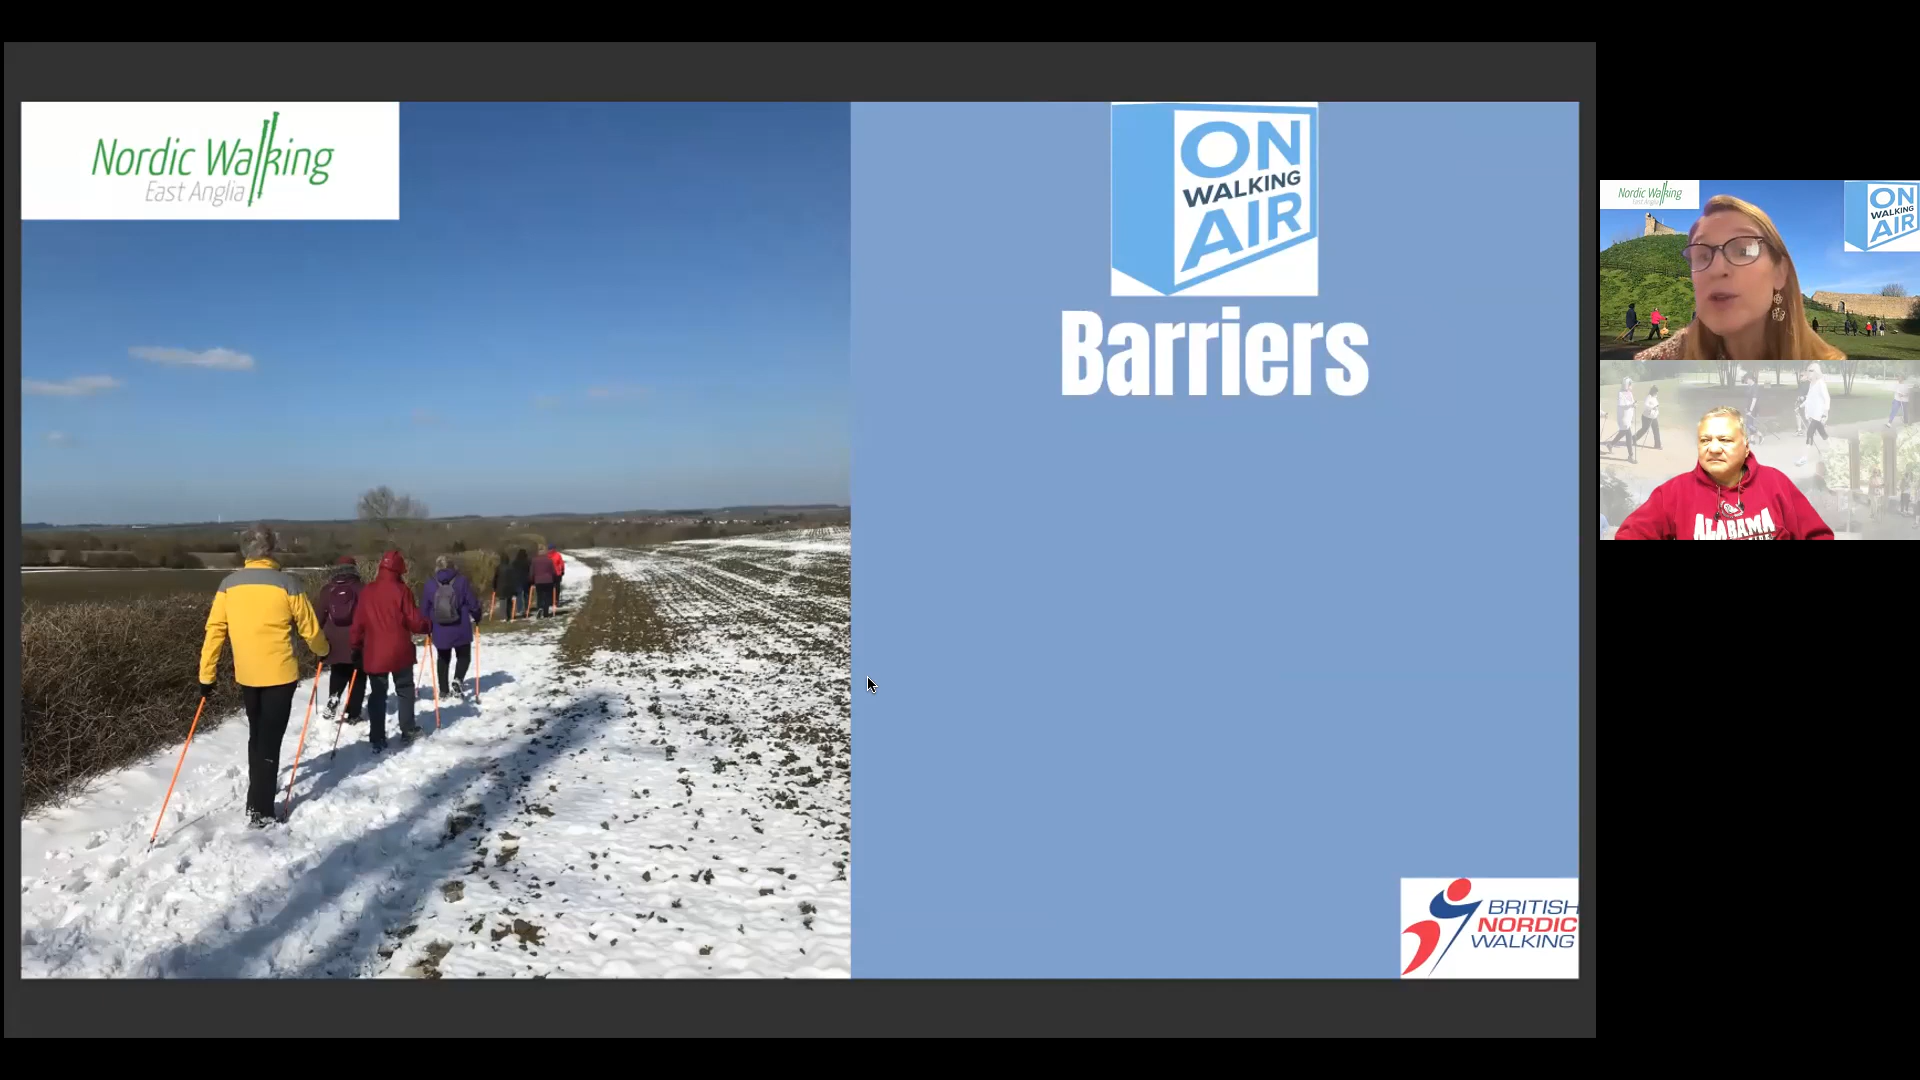 Nordic Walking
East Anglia
ON
WALKING
AIR
Barriers
BRITISH
NORDIC
WALKING
Nordic Walking
East Anglia
ON
WALKING
AIR
ALABAMA